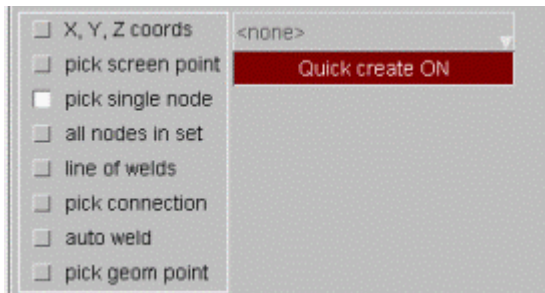 X, Y, Z coords
<none>
pick screen point
Quick create ON
pick single node
all nodes in set
line of welds
pick connection
auto weld
pick geom point